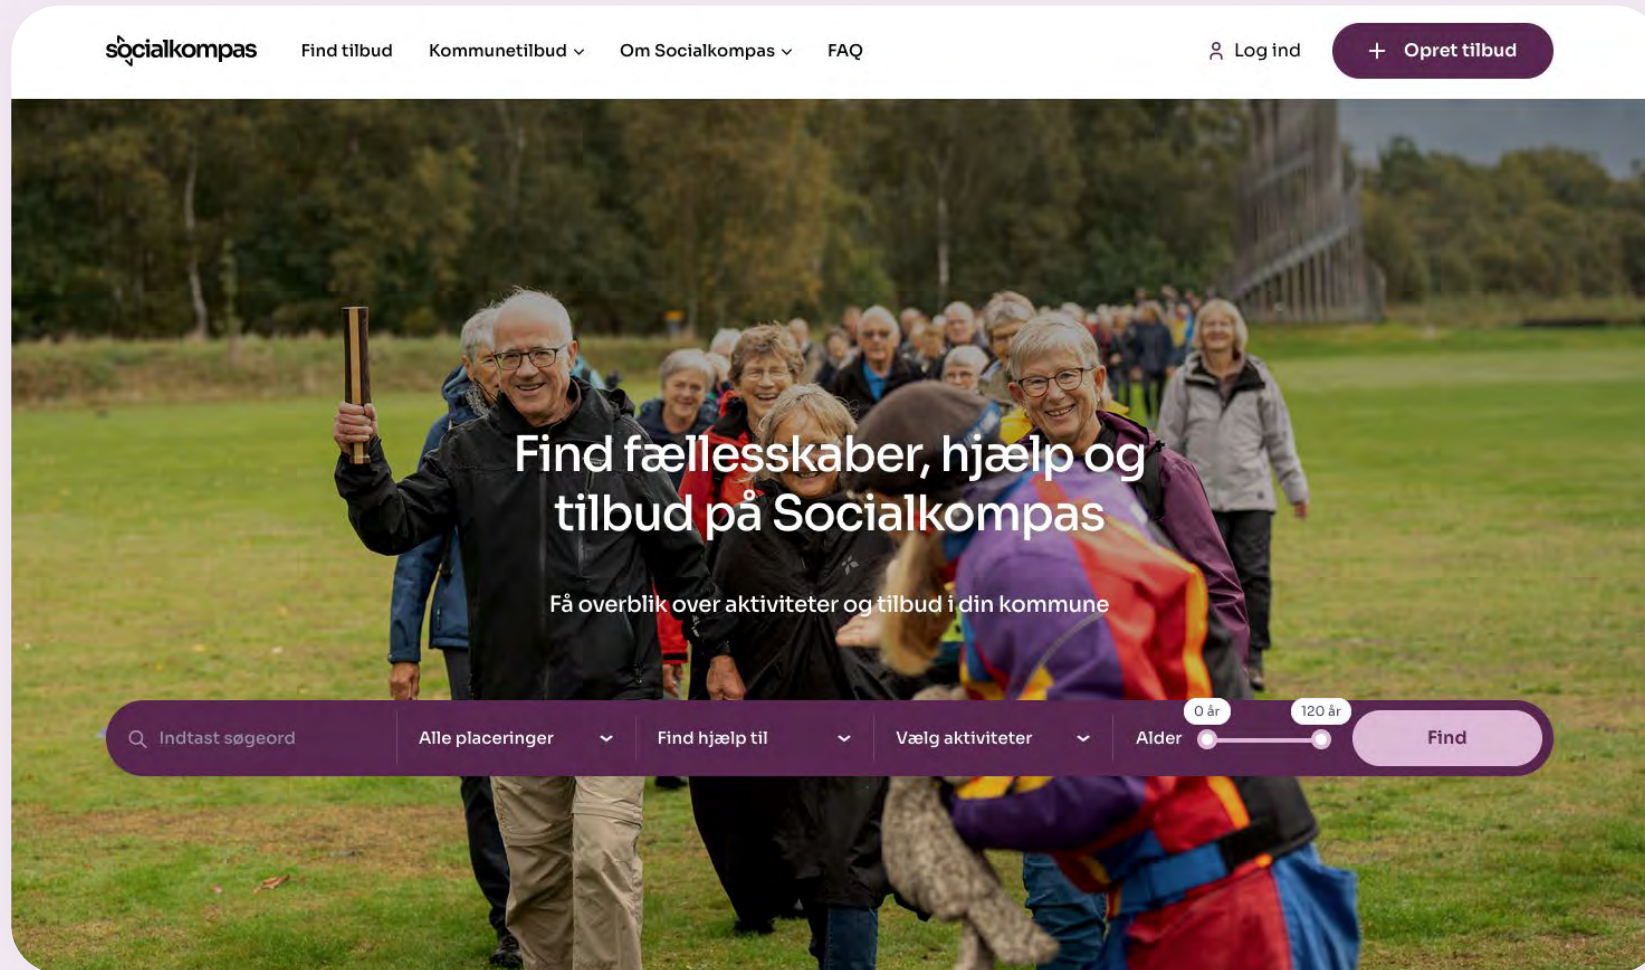 socialkompas
Find tilbud
Kommunetilbud
Om Socialkompas
FAQ
Log ind
+ Opret tilbud
Find fællesskaber, hjælp og
tilbud på Socialkompas
Få overblik over aktiviteter og tilbud i din kommune
Indtast søgeord
Alle placeringer
Find hjælp til
Vælg aktiviteter
Alder
0 år
120 år
Find